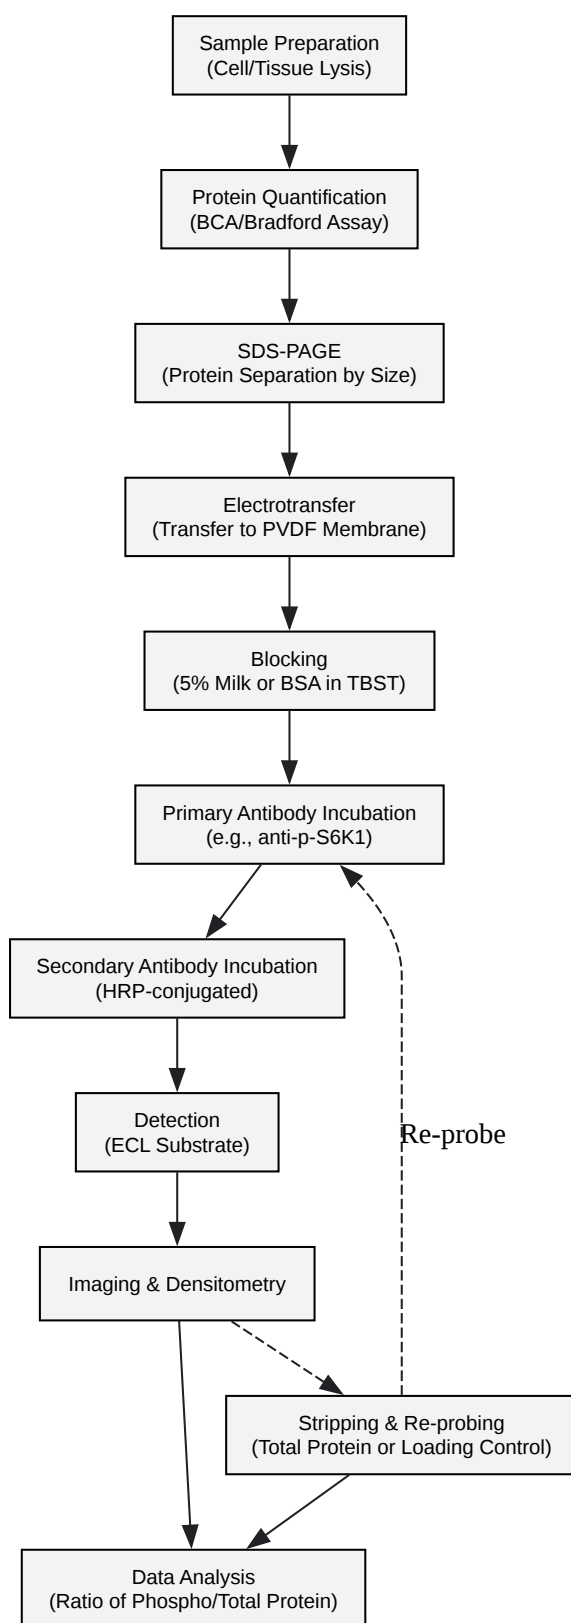 Sample Preparation
(Cell/Tissue Lysis)
Protein Quantification
(BCA/Bradford Assay)
SDS-PAGE
(Protein Separation by Size)
Electrotransfer
(Transfer to PVDF Membrane)
Blocking
(5% Milk or BSA in TBST)
Primary Antibody Incubation
(e.g., anti-p-S6K1)
Secondary Antibody Incubation
(HRP-conjugated)
Detection
(ECL Substrate)
Re-probe
Imaging & Densitometry
Stripping & Re-probing
(Total Protein or Loading Control)
Data Analysis
(Ratio of Phospho/Total Protein)